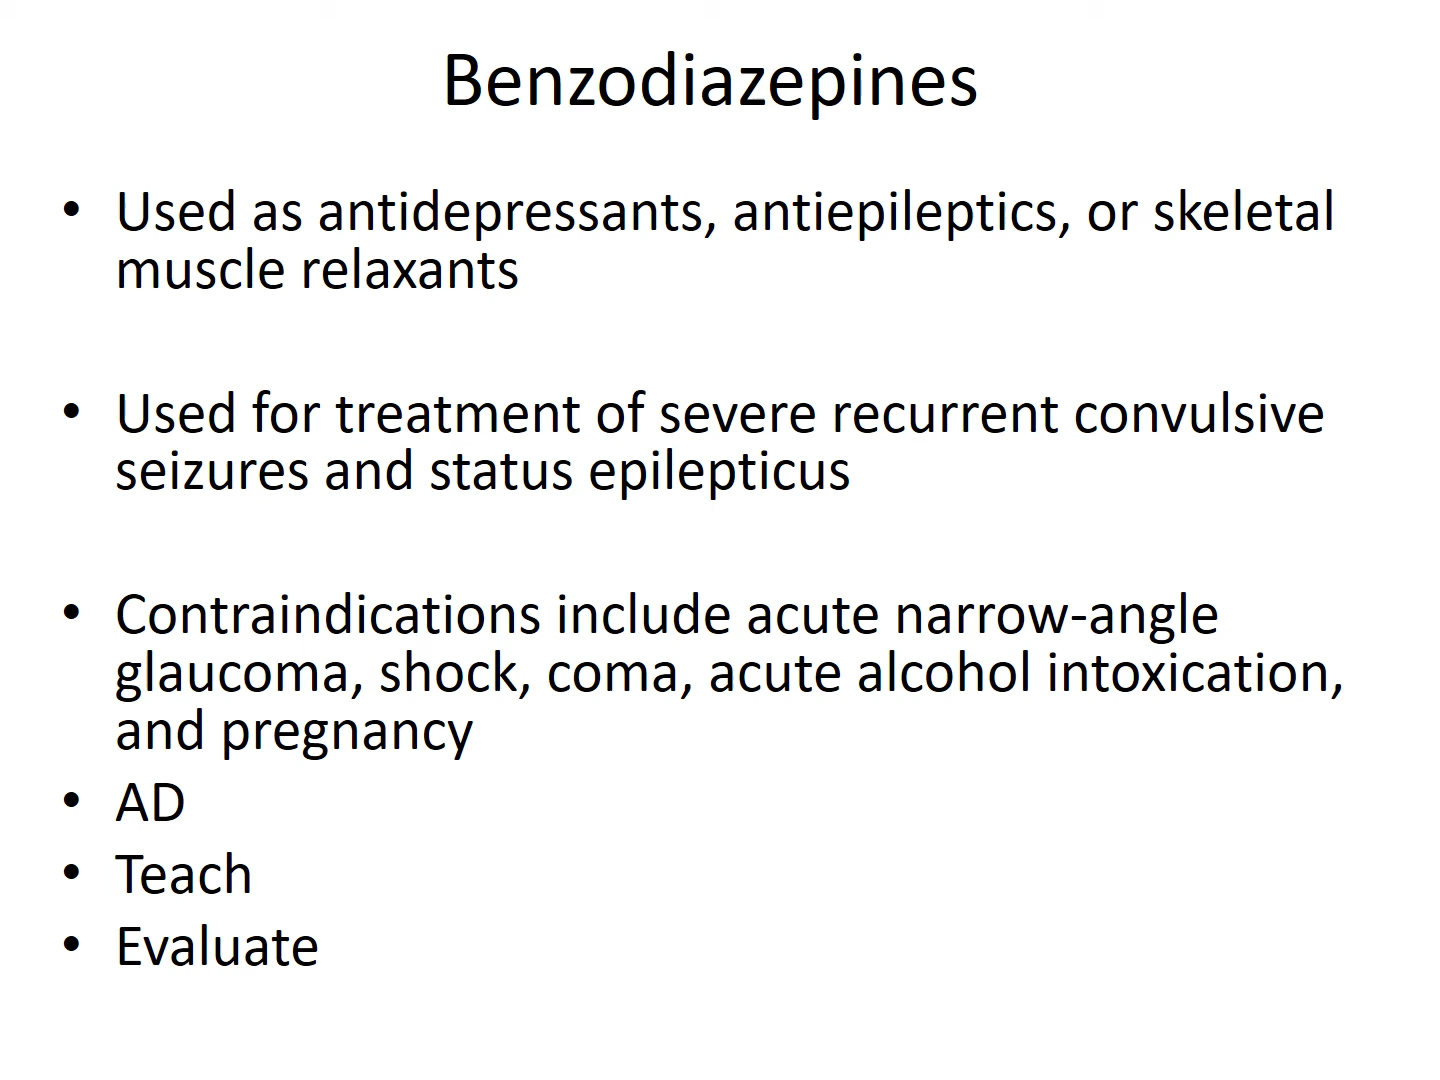 Benzodiazepines
• Used as antidepressants, antiepileptics, or skeletal
muscle relaxants
• Used for treatment of severe recurrent convulsive
seizures and status epilepticus
• Contraindications include acute narrow-angle
glaucoma, shock, coma, acute alcohol intoxication,
and pregnancy
• AD
• Teach
• Evaluate